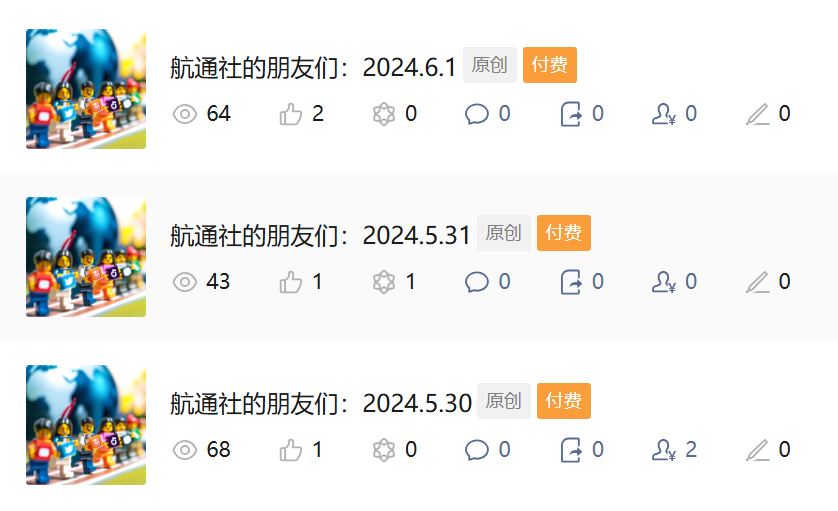 航通社的朋友们：2024.6.1 原创 付费
64 2 0 0 0 0 0
航通社的朋友们：2024.5.31 原创 付费
43 1 1 0 0 0 0
航通社的朋友们：2024.5.30 原创 付费
68 1 0 0 0 2 0